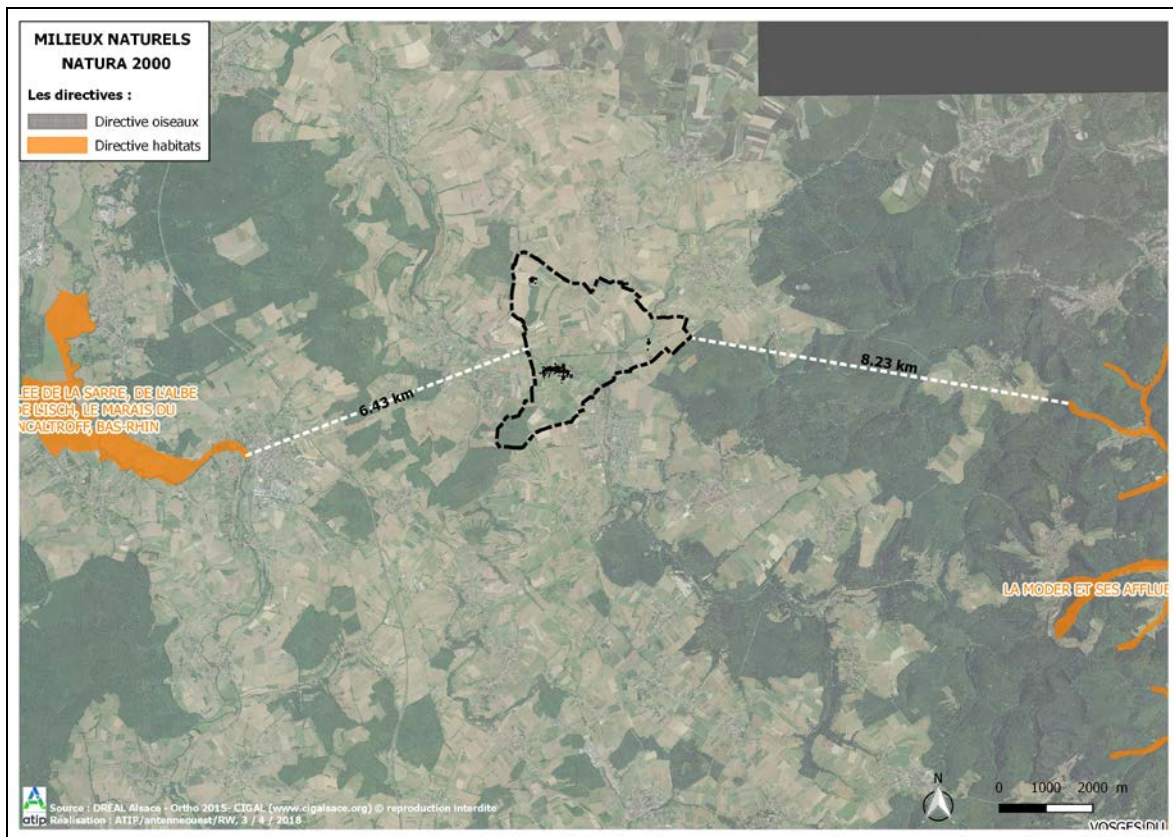 MILIEUX NATURELS
NATURA 2000
Les directives :
Directive oiseaux
Directive habitats
8.23 km
6.43 km
LEE DE LA SARRE, DE L'ALBE
DE L'ISCH, LE MARAIS DU
NCALTROFF, BAS-RHIN
LA MODER ET SES AFFLUE
N
0 1000 2000 m
atip
Source : DREAL Alsace - Ortho 2015- CIGAL (www.cigalsace.org) © reproduction interdite
Réalisation : ATIP/antenneouest/RW, 3 / 4 / 2018
VOSGES DU